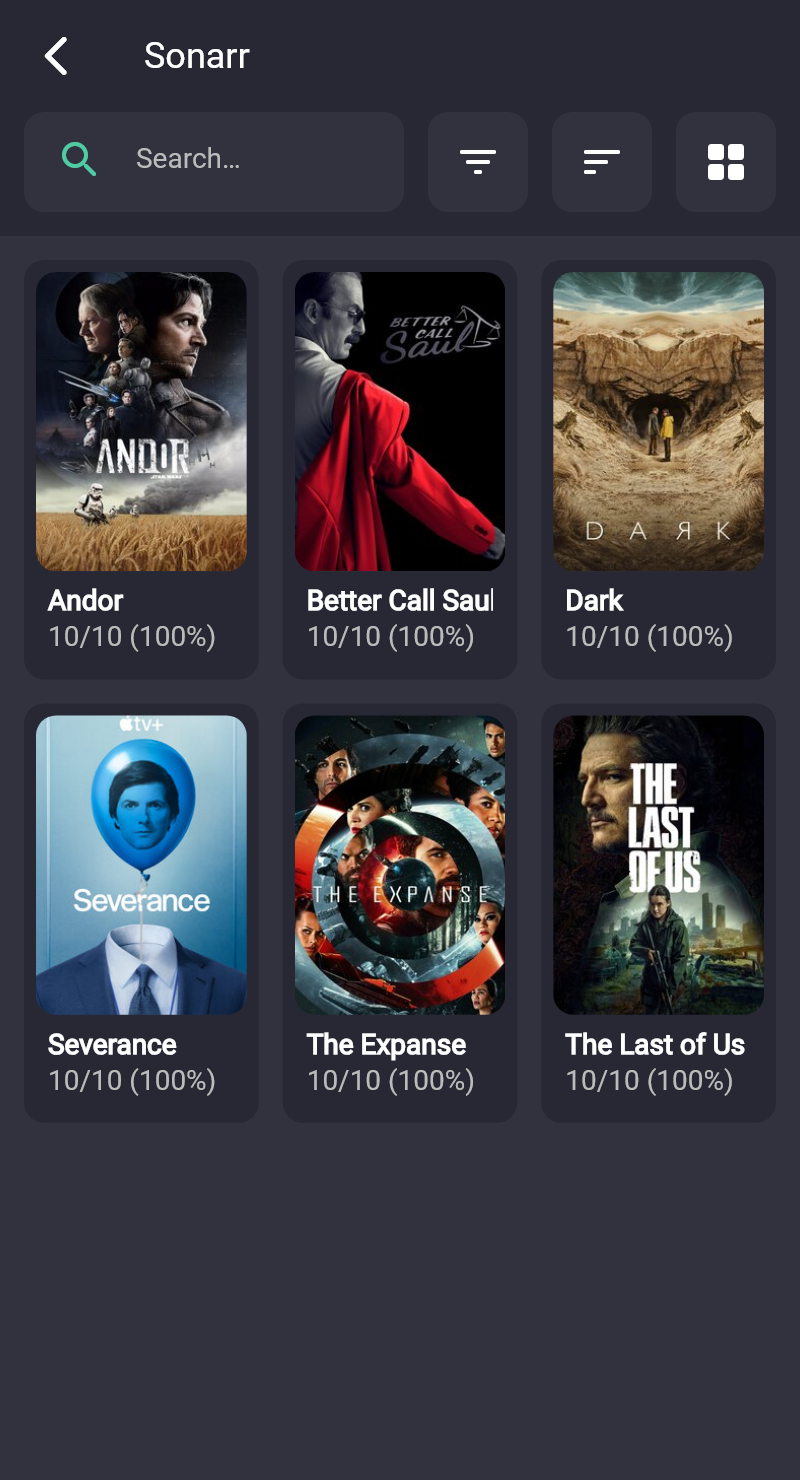 Sonarr
Search…
BETTER
CALL
Saul
ANDOR
STAR WARS
D A R K
Andor
Better Call Saul
Dark
10/10 (100%)
10/10 (100%)
10/10 (100%)
tv+
THE
LAST
OF US
Severance
THE EXPANSE
Severance
The Expanse
The Last of Us
10/10 (100%)
10/10 (100%)
10/10 (100%)